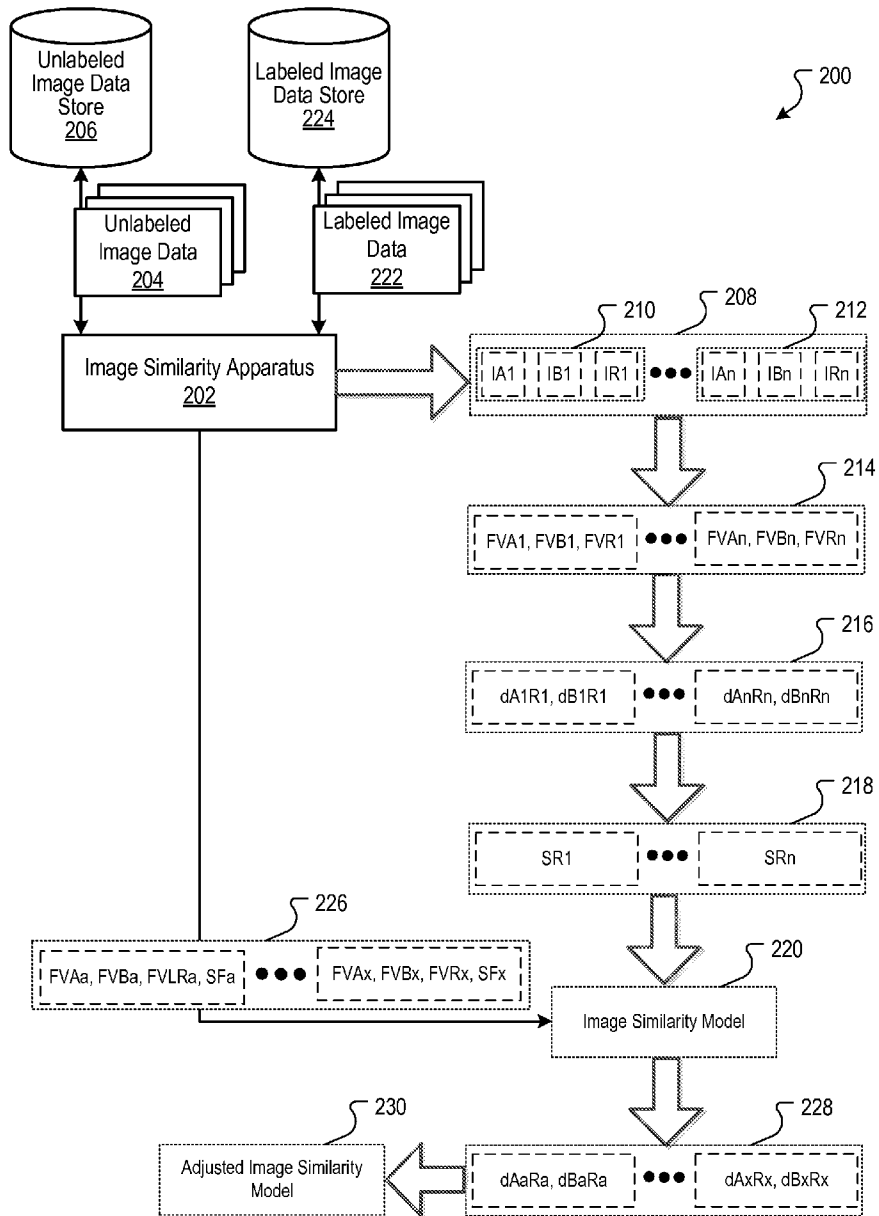 Unlabeled
Image Data
Store
206
Labeled Image
Data Store
224
200
Unlabeled
Image Data
204
Labeled Image
Data
222
Image Similarity Apparatus
202
210
208
212
IA1 IB1 IR1 ●●● IAn IBn IRn
214
FVA1, FVB1, FVR1 ●●● FVAn, FVBn, FVRn
216
dA1R1, dB1R1 ●●● dAnRn, dBnRn
218
SR1 ●●● SRn
226
FVAa, FVBa, FVLRa, SFa ●●● FVAx, FVBx, FVRx, SFx
220
Image Similarity Model
230
228
Adjusted Image Similarity
Model
dAaRa, dBaRa ●●● dAxRx, dBxRx